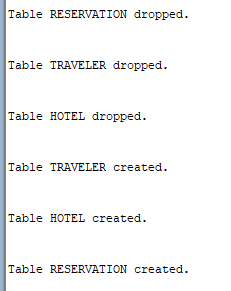 Table RESERVATION dropped.
Table TRAVELER dropped.
Table HOTEL dropped.
Table TRAVELER created.
Table HOTEL created.
Table RESERVATION created.